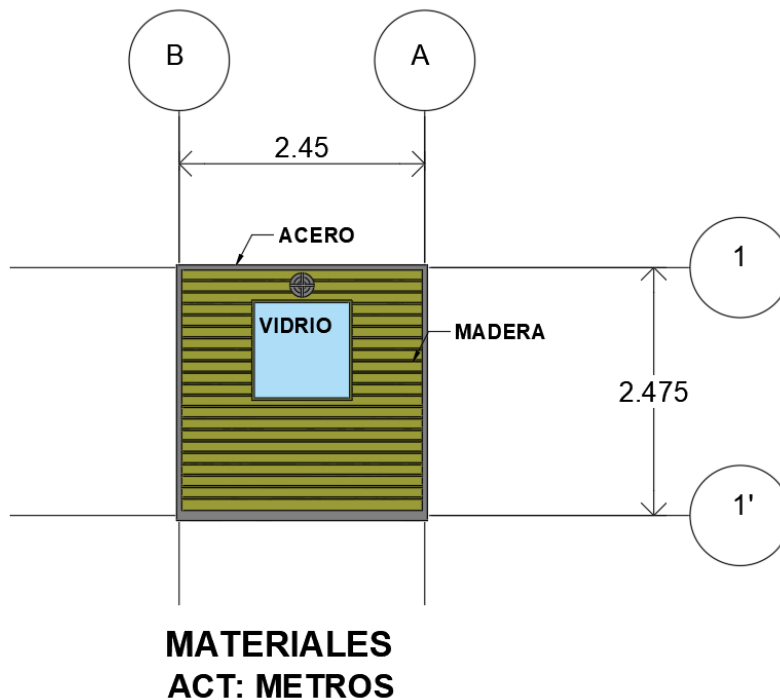 B
A
2.45
ACERO
1
VIDRIO
MADERA
2.475
1'
MATERIALES
ACT: METROS